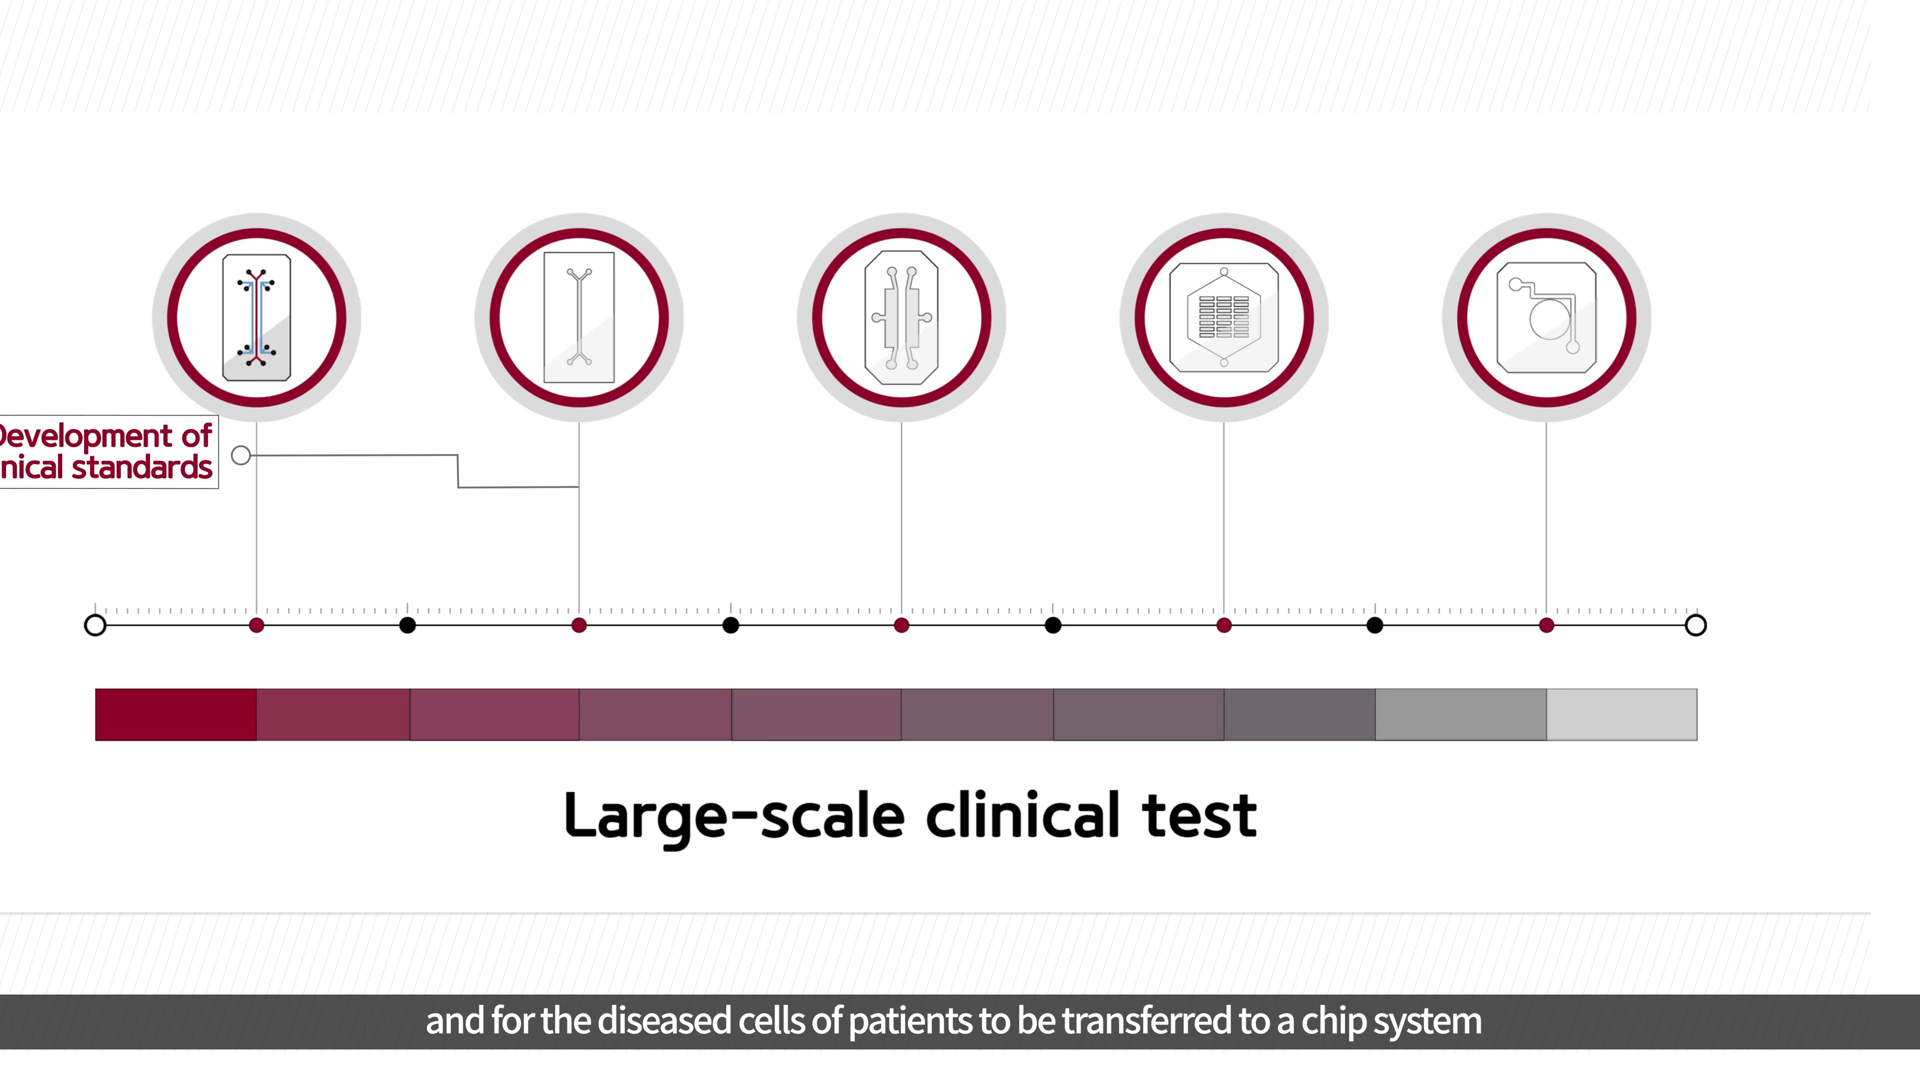 Development of
nical standards
Large-scale clinical test
and for the diseased cells of patients to be transferred to a chip system